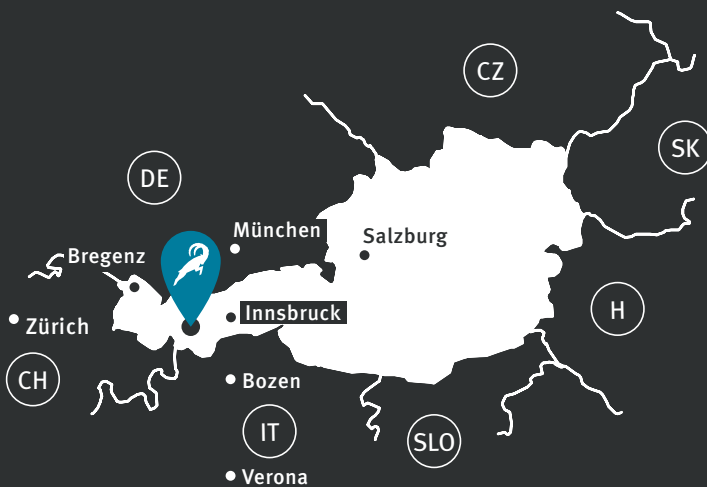 CZ
SK
DE
München
Salzburg
Bregenz
H
Innsbruck
Zürich
CH
Bozen
IT
SLO
Verona